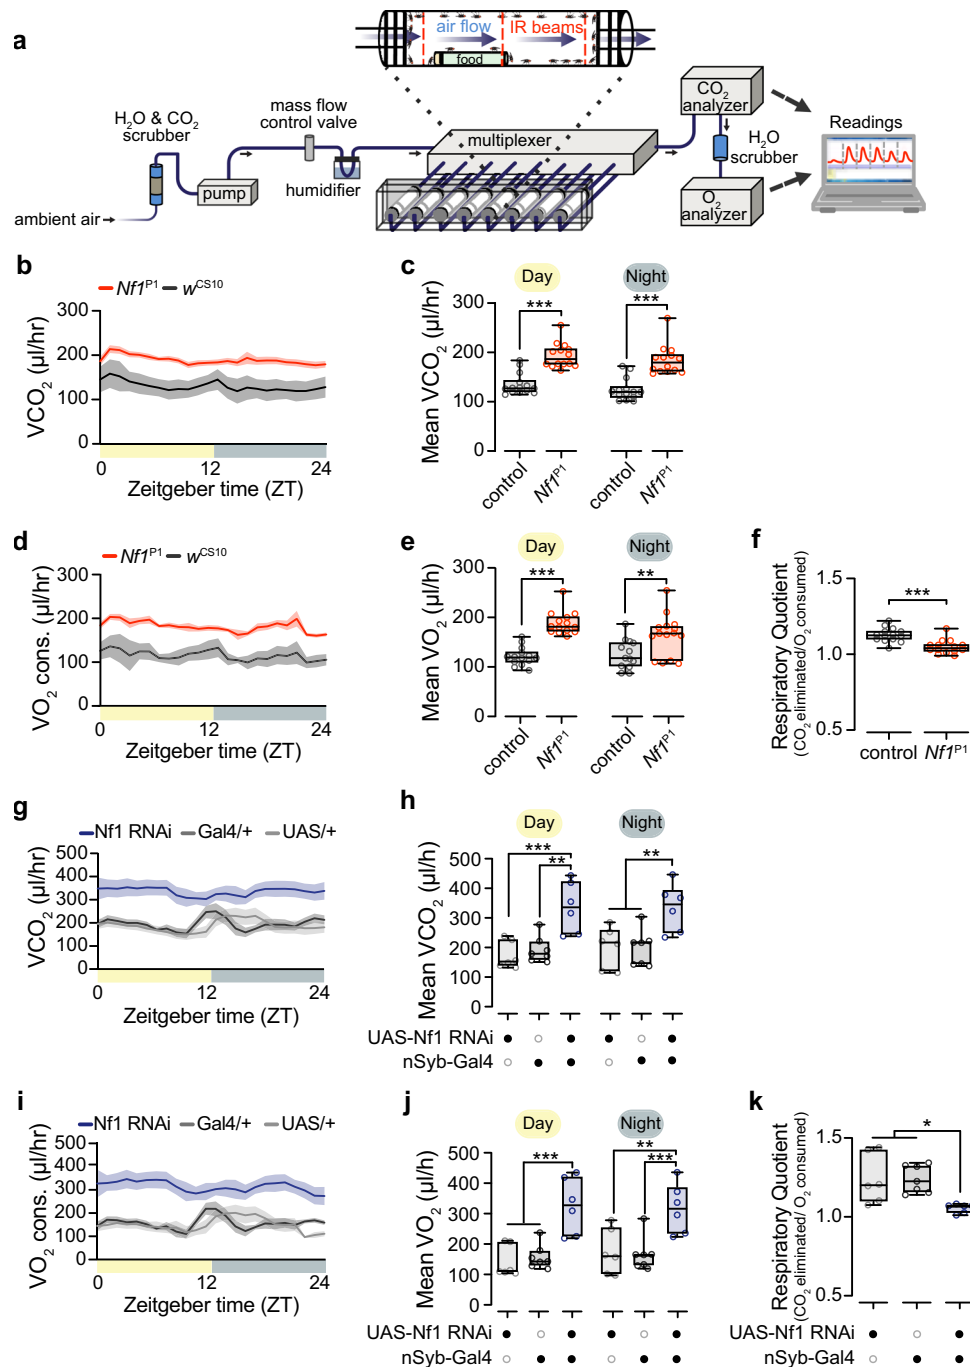 a
air flow
IR beams
food
H2O & CO2
scrubber
mass flow
control valve
multiplexer
CO2
analyzer
H2O
scrubber
Readings
pump
humidifier
O2
analyzer
ambient air
b
Nf1P1
wCS10
VCO2 (µl/hr)
300
200
100
0
0
12
24
Zeitgeber time (ZT)
c
Day
Night
Mean VCO2 (µl/hr)
300
200
100
0
***
***
control
Nf1P1
control
Nf1P1
d
Nf1P1
wCS10
VO2 cons. (µl/hr)
300
200
100
0
0
12
24
Zeitgeber time (ZT)
e
Day
Night
Mean VO2 (µl/h)
300
200
100
0
***
**
control
Nf1P1
control
Nf1P1
f
Respiratory Quotient
(CO2 eliminated/O2 consumed)
1.5
1.0
0.5
***
control
Nf1P1
g
Nf1 RNAi
Gal4/+
UAS/+
VCO2 (µl/hr)
500
400
300
200
100
0
0
12
24
Zeitgeber time (ZT)
h
Day
Night
Mean VCO2 (µl/h)
500
400
300
200
100
0
***
**
**
UAS-Nf1 RNAi
nSyb-Gal4
i
Nf1 RNAi
Gal4/+
UAS/+
VO2 cons. (µl/hr)
500
400
300
200
100
0
0
12
24
Zeitgeber time (ZT)
j
Day
Night
Mean VO2 (µl/h)
500
400
300
200
100
0
***
**
***
UAS-Nf1 RNAi
nSyb-Gal4
k
Respiratory Quotient
(CO2 eliminated/ O2 consumed)
1.5
1.0
0.5
*
UAS-Nf1 RNAi
nSyb-Gal4